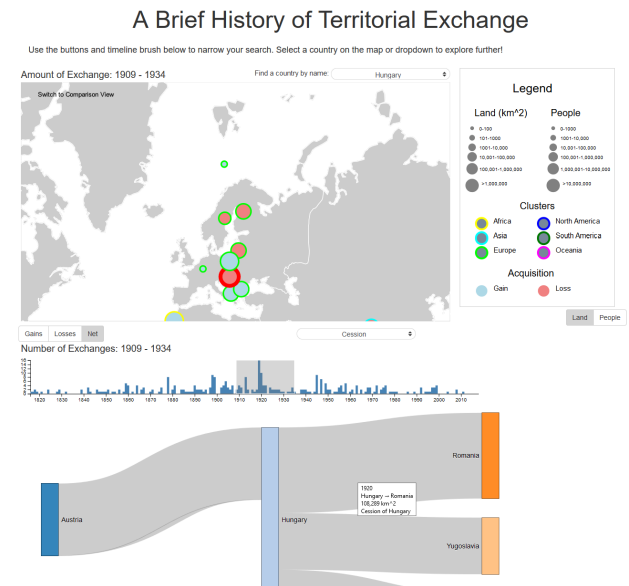 A Brief History of Territorial Exchange
Use the buttons and timeline brush below to narrow your search. Select a country on the map or dropdown to explore further!
Amount of Exchange: 1909 - 1934
Find a country by name:
Hungary
Switch to Comparison View
Legend
Land (km^2)
People
0-100
0-1000
101-1000
1001-10,000
1001-10,000
10,001-100,000
10,001-100,000
100,001-1,000,000
100,001-1,000,000
1,000,001-10,000,000
>1,000,000
>10,000,000
Clusters
Africa
North America
Asia
South America
Europe
Oceania
Acquisition
Gain
Loss
Land
People
Gains
Losses
Net
Cession
Number of Exchanges: 1909 - 1934
1820 1830 1840 1850 1860 1870 1880 1890 1900 1910 1920 1930 1940 1950 1960 1970 1980 1990 2000 2010
Romania
1920
Hungary → Romania
108,289 km^2
Cession of Hungary
Austria
Hungary
Yugoslavia